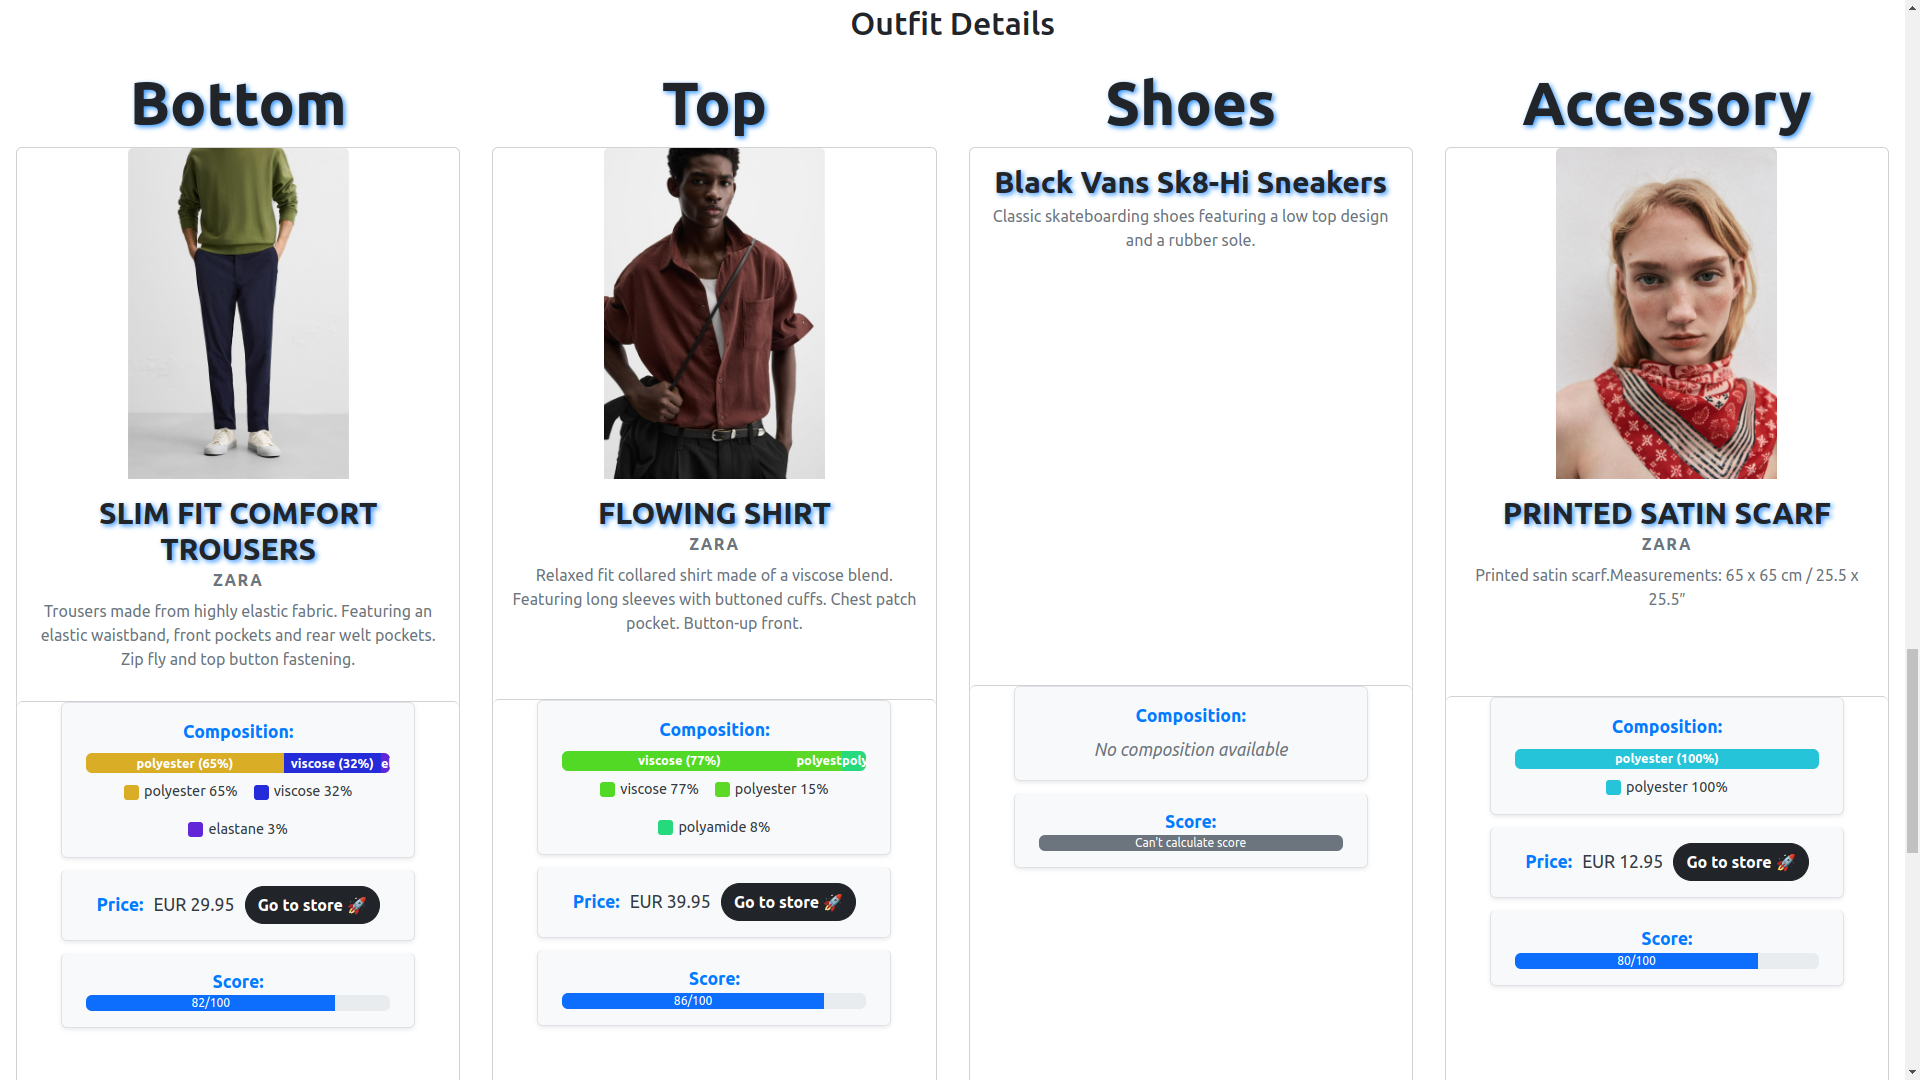 Outfit Details
Bottom
SLIM FIT COMFORT
TROUSERS
ZARA
Trousers made from highly elastic fabric. Featuring an
elastic waistband, front pockets and rear welt pockets.
Zip fly and top button fastening.
Composition:
polyester (65%) viscose (32%) el
polyester 65% viscose 32%
elastane 3%
Price: EUR 29.95 Go to store 🚀
Score:
82/100
Top
FLOWING SHIRT
ZARA
Relaxed fit collared shirt made of a viscose blend.
Featuring long sleeves with buttoned cuffs. Chest patch
pocket. Button-up front.
Composition:
viscose (77%) polyest poly
viscose 77% polyester 15%
polyamide 8%
Price: EUR 39.95 Go to store 🚀
Score:
86/100
Shoes
Black Vans Sk8-Hi Sneakers
Classic skateboarding shoes featuring a low top design
and a rubber sole.
Composition:
No composition available
Score:
Can't calculate score
Accessory
PRINTED SATIN SCARF
ZARA
Printed satin scarf.Measurements: 65 x 65 cm / 25.5 x
25.5″
Composition:
polyester (100%)
polyester 100%
Price: EUR 12.95 Go to store 🚀
Score:
80/100